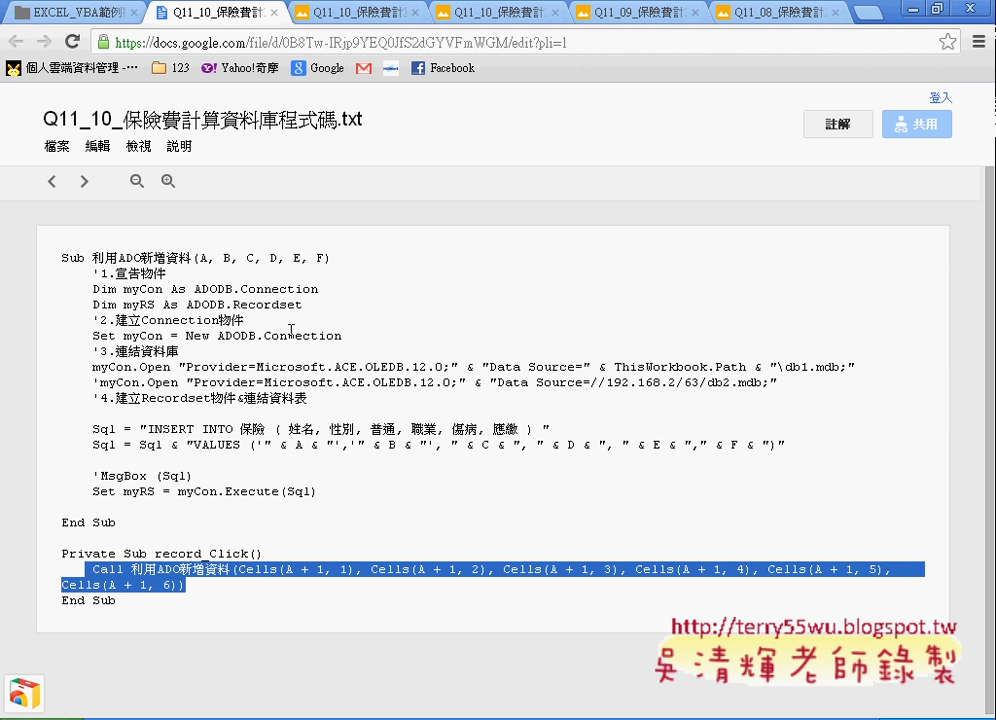 EXCEL_VBA範例
Q11_10_保險費計
Q11_10_保險費計
Q11_10_保險費計
Q11_09_保險費計
Q11_08_保險費計
https://docs.google.com/file/d/0B8Tw-IRjp9YEQ0JfS2dGYVFmWGM/edit?pli=1
個人雲端資料管理 -…
123
Yahoo!奇摩
Google
Facebook
登入
Q11_10_保險費計算資料庫程式碼.txt
註解
共用
檔案 編輯 檢視 說明
Sub 利用ADO新增資料(A, B, C, D, E, F)
'1.宣告物件
Dim myCon As ADODB.Connection
Dim myRS As ADODB.Recordset
'2.建立Connection物件
Set myCon = New ADODB.Connection
'3.連結資料庫
myCon.Open "Provider=Microsoft.ACE.OLEDB.12.0;" & "Data Source=" & ThisWorkbook.Path & "\db1.mdb;"
'myCon.Open "Provider=Microsoft.ACE.OLEDB.12.0;" & "Data Source=//192.168.2/63/db2.mdb;"
'4.建立Recordset物件&連結資料表
Sql = "INSERT INTO 保險 ( 姓名, 性別, 普通, 職業, 傷病, 應繳 ) "
Sql = Sql & "VALUES ('" & A & "','" & B & "', " & C & ", " & D & ", " & E & "," & F & ")"
'MsgBox (Sql)
Set myRS = myCon.Execute(Sql)
End Sub
Private Sub record_Click()
Call 利用ADO新增資料(Cells(A + 1, 1), Cells(A + 1, 2), Cells(A + 1, 3), Cells(A + 1, 4), Cells(A + 1, 5),
Cells(A + 1, 6))
End Sub
http://terry55wu.blogspot.tw
吳清輝老師錄製